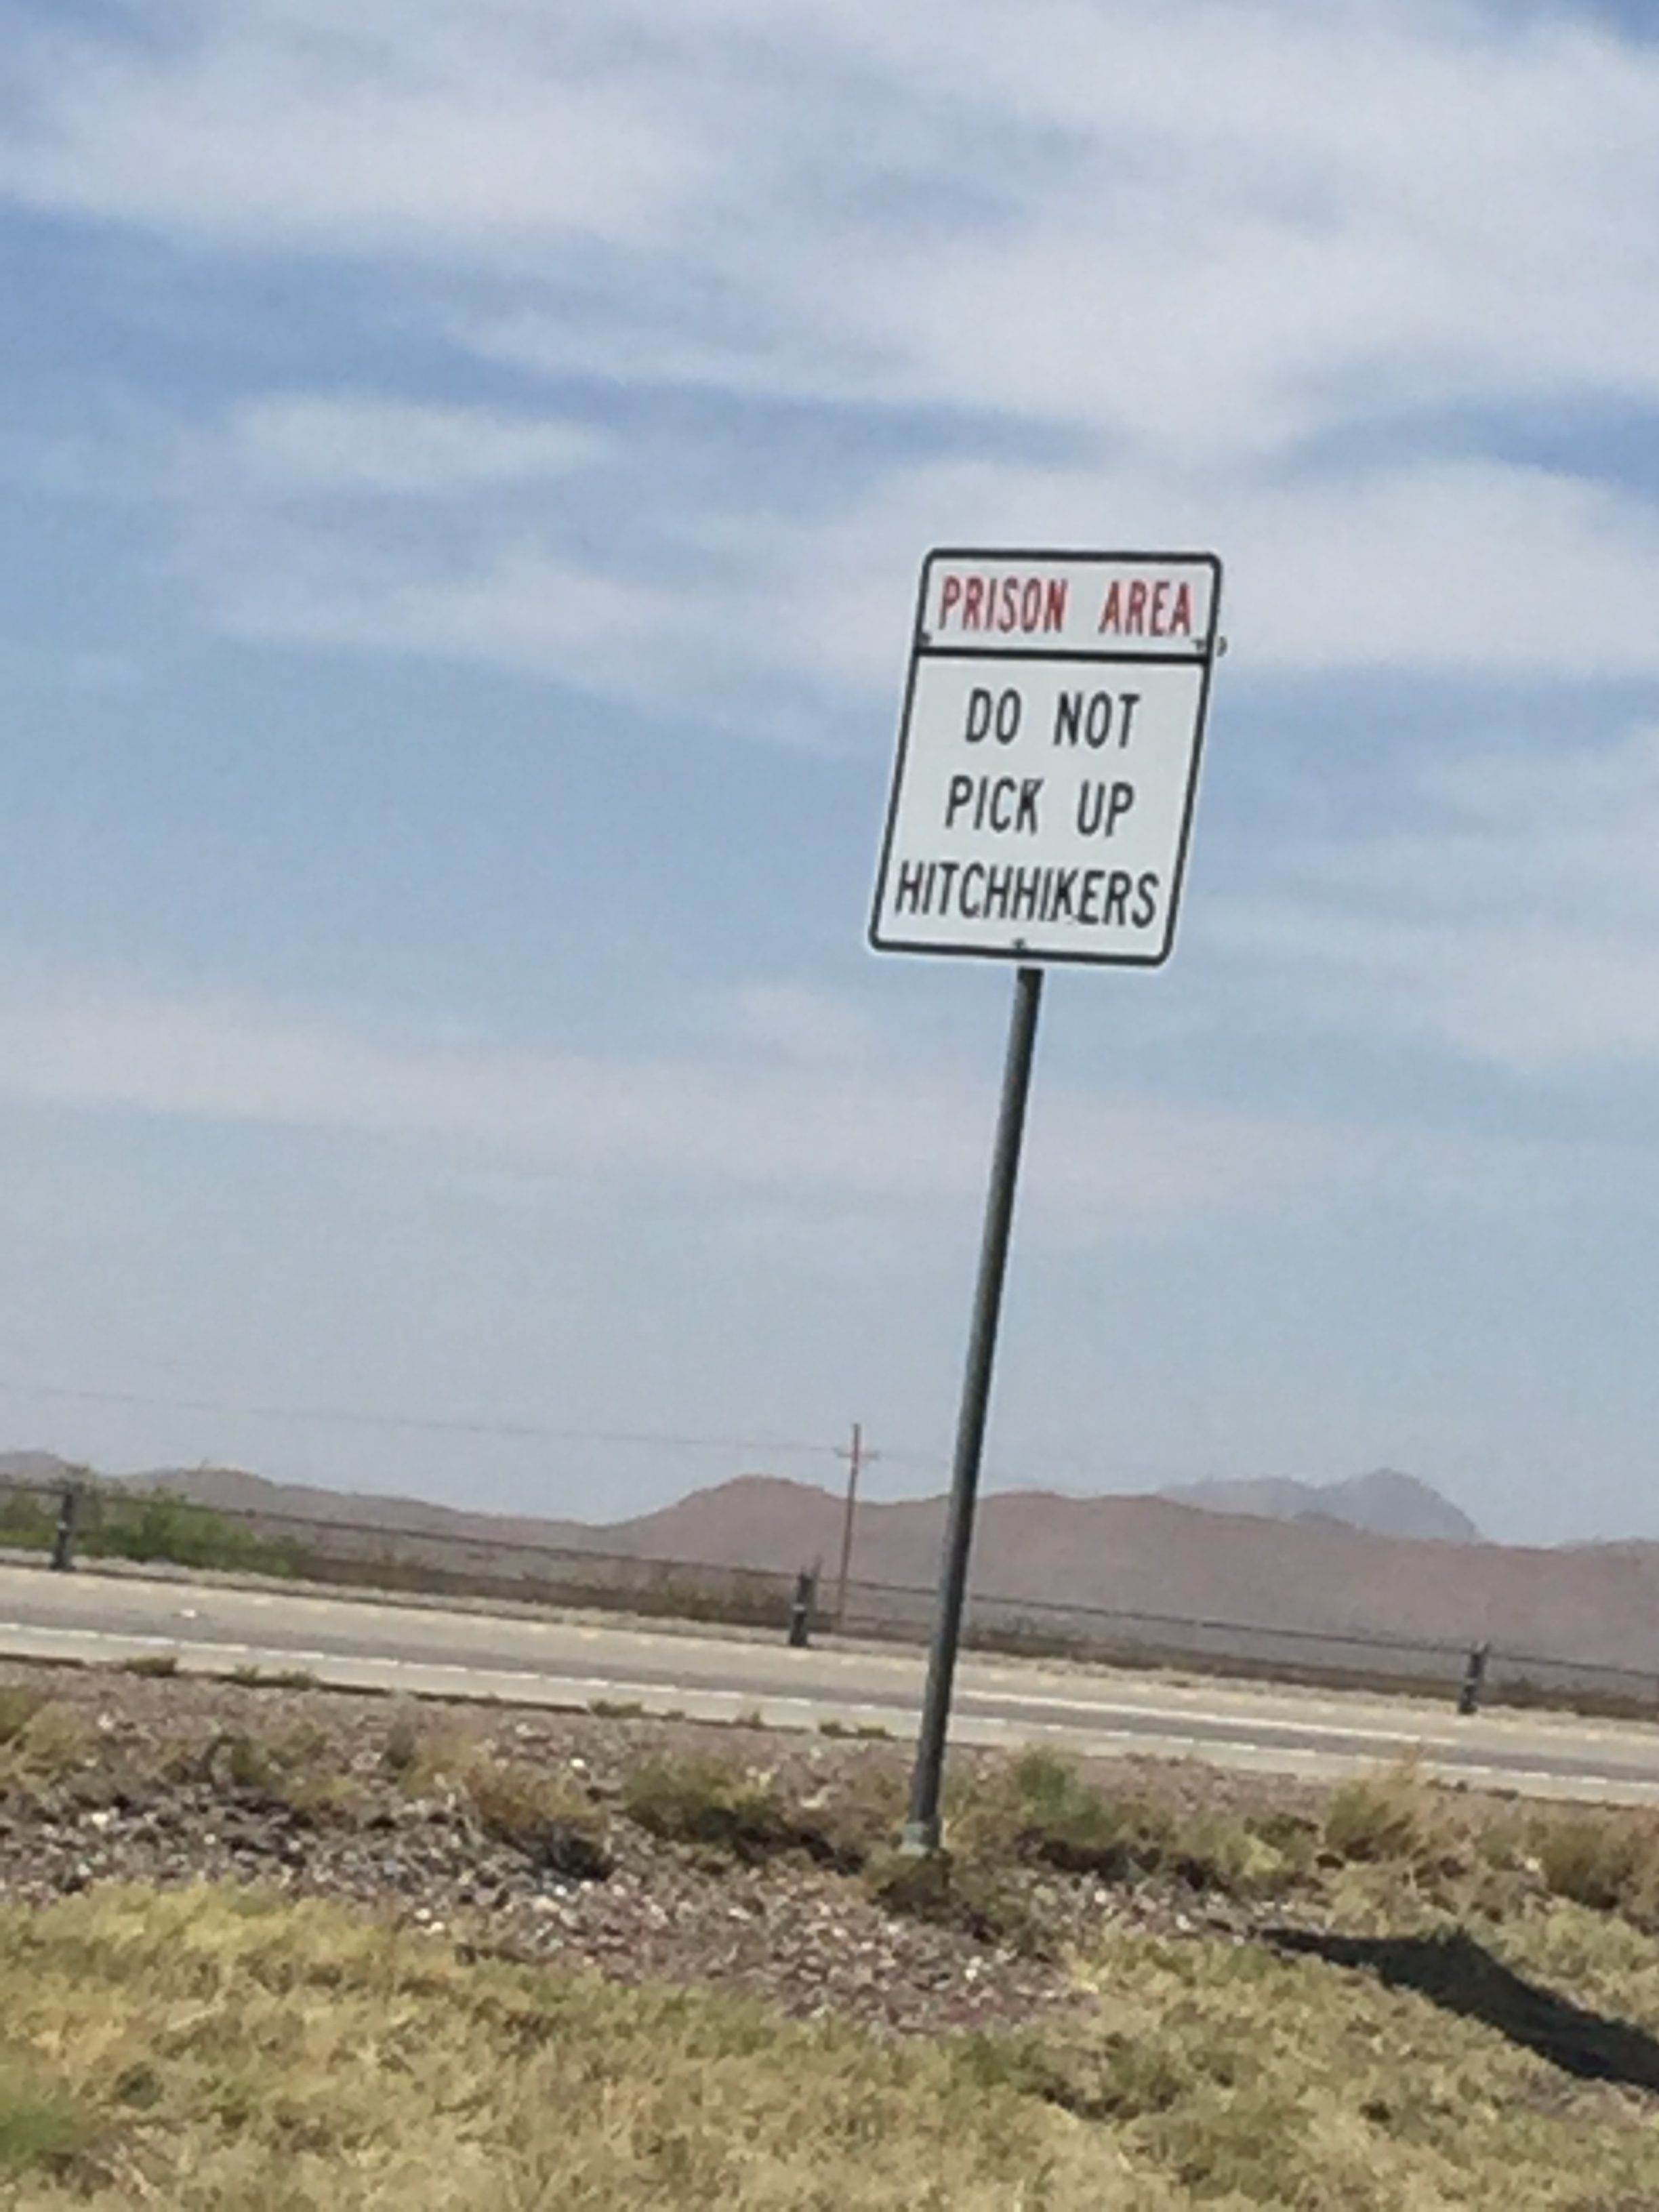 PRISON AREA
DO NOT
PICK UP
HITCHHIKERS